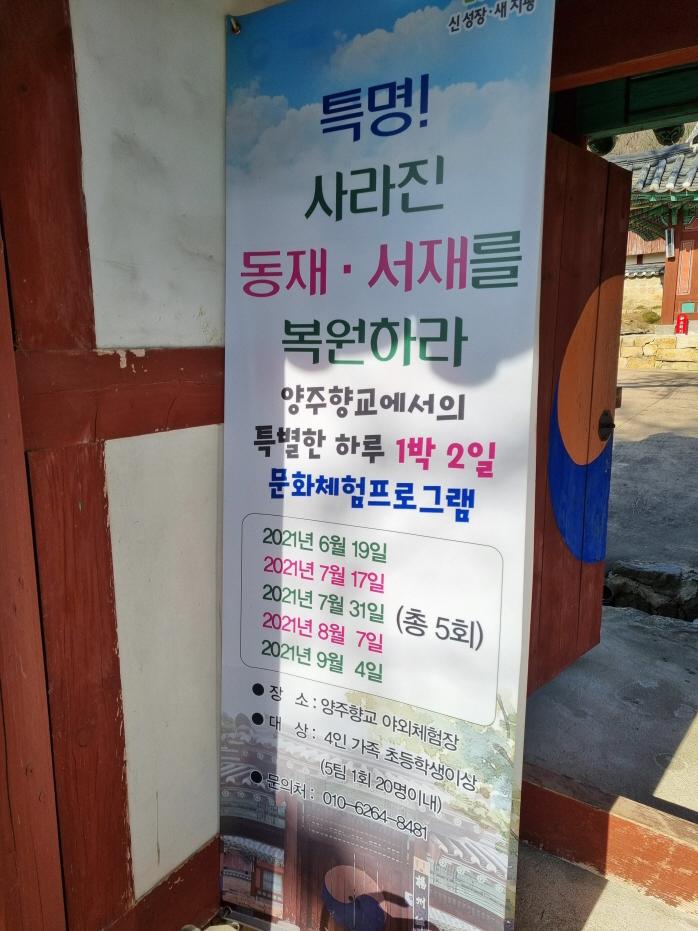 신성장·새지평
특명!
사라진
동재·서재를
복원하라
양주향교에서의
특별한 하루 1박 2일
문화체험프로그램
2021년 6월 19일
2021년 7월 17일
2021년 7월 31일 (총 5회)
2021년 8월 7일
2021년 9월 4일
● 장 소 : 양주향교 야외체험장
● 대 상 : 4인 가족 초등학생이상
(5팀 1회 20명이내)
● 문의처 : 010-6264-8481